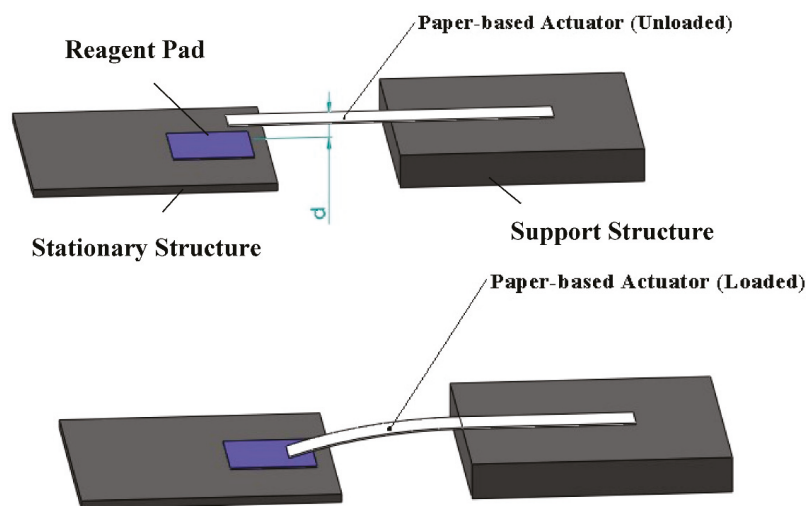 Paper-based Actuator (Unloaded)
Reagent Pad
d
Stationary Structure
Support Structure
Paper-based Actuator (Loaded)